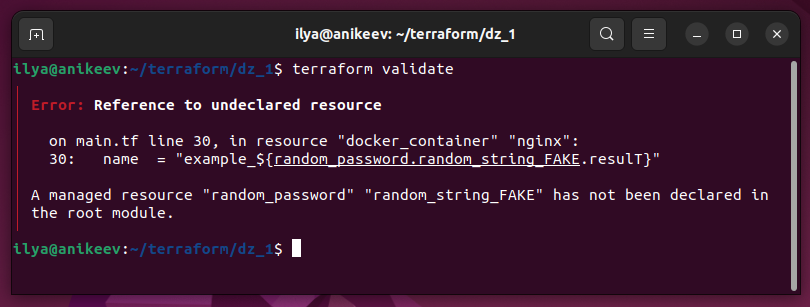 ilya@anikeev: ~/terraform/dz_1
ilya@anikeev:~/terraform/dz_1$ terraform validate
Error: Reference to undeclared resource
on main.tf line 30, in resource "docker_container" "nginx":
30:   name  = "example_${random_password.random_string_FAKE.resulT}"
A managed resource "random_password" "random_string_FAKE" has not been declared in
the root module.
ilya@anikeev:~/terraform/dz_1$